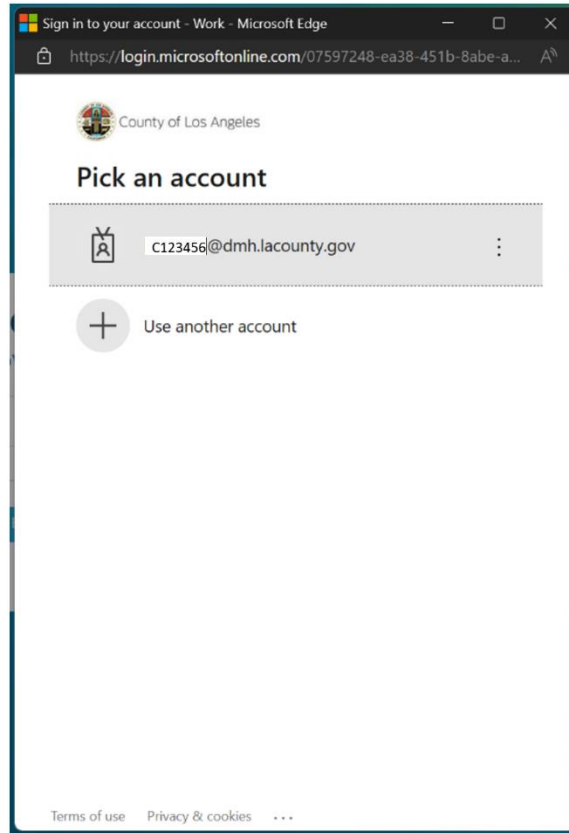 Sign in to your account - Work - Microsoft Edge
https://login.microsoftonline.com/07597248-ea38-451b-8abe-a...
County of Los Angeles
Pick an account
C123456@dmh.lacounty.gov
Use another account
Terms of use Privacy & cookies ...